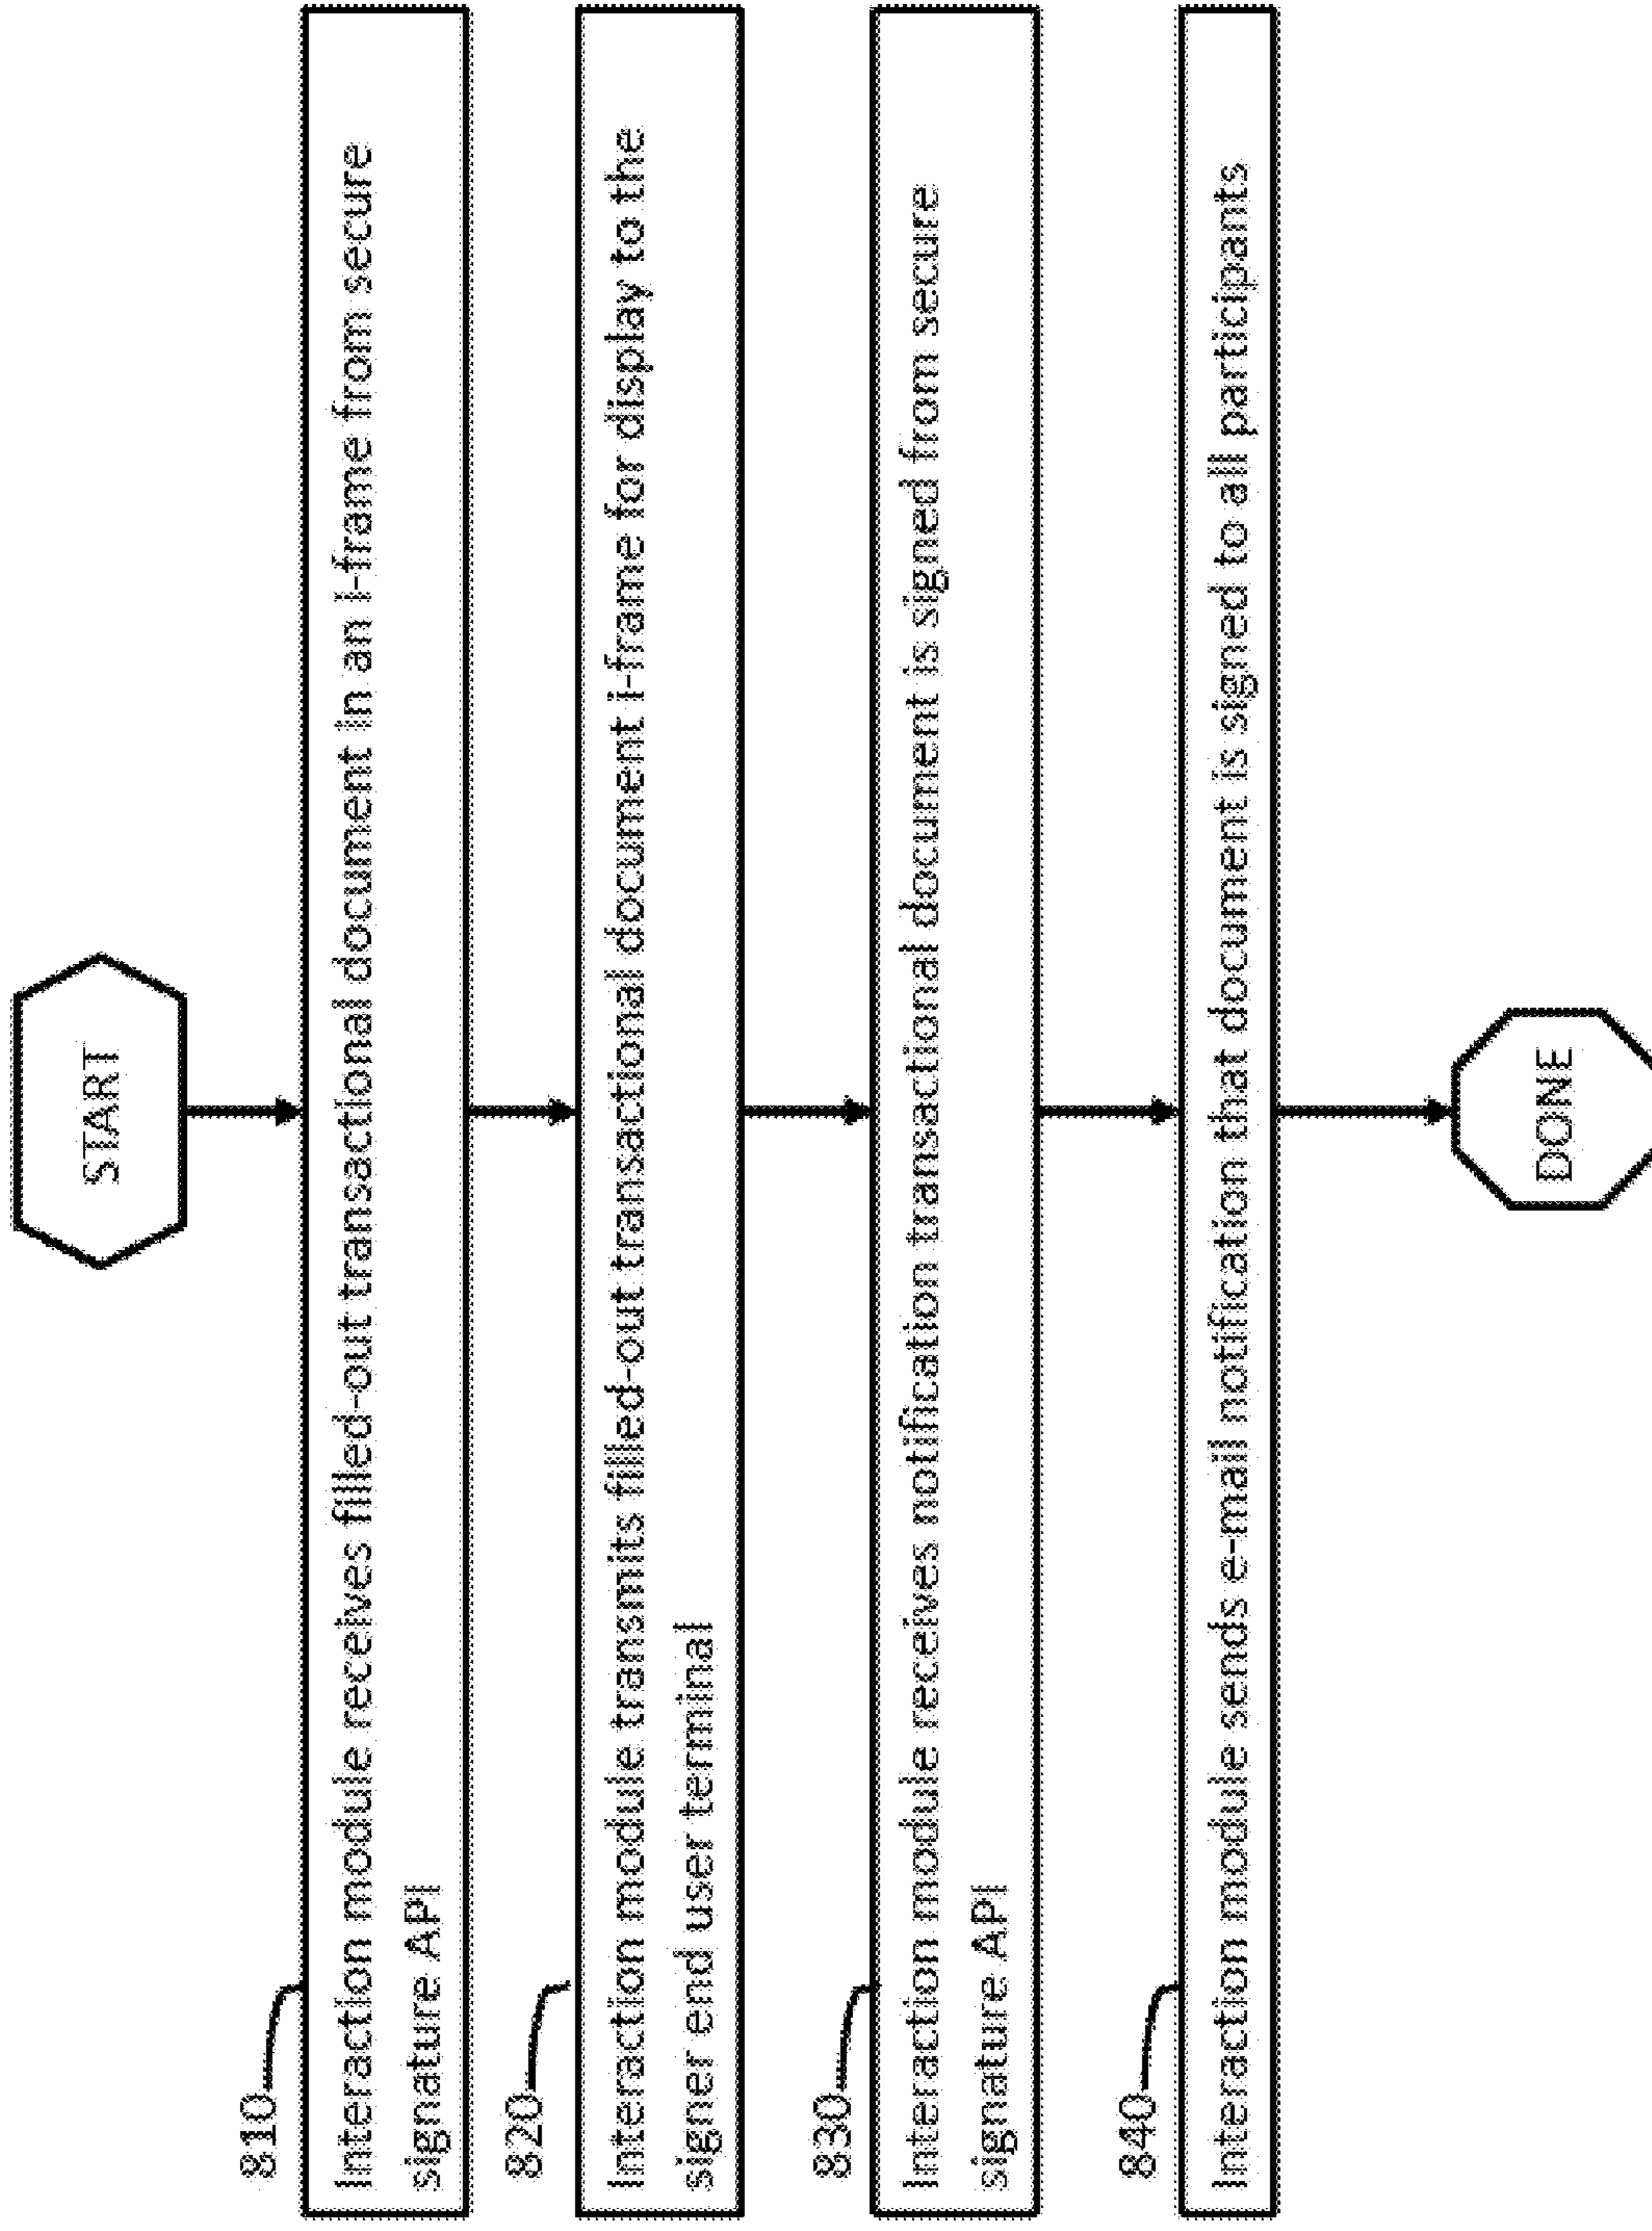 START
810
Interaction module receives filled-out transactional document in an i-frame from secure
signature API
820
Interaction module transmits filled-out transactional document i-frame for display to the
signer end user terminal
830
Interaction module receives notification transactional document is signed from secure
signature API
840
Interaction module sends e-mail notification that document is signed to all participants
DONE